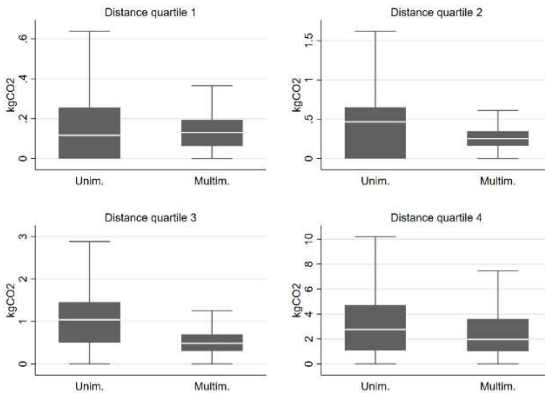 Distance quartile 1
kgCO2
.6
.4
.2
0
Unim. Multim.
Distance quartile 2
kgCO2
1.5
1
.5
0
Unim. Multim.
Distance quartile 3
kgCO2
3
2
1
0
Unim. Multim.
Distance quartile 4
kgCO2
10
8
6
4
2
0
Unim. Multim.